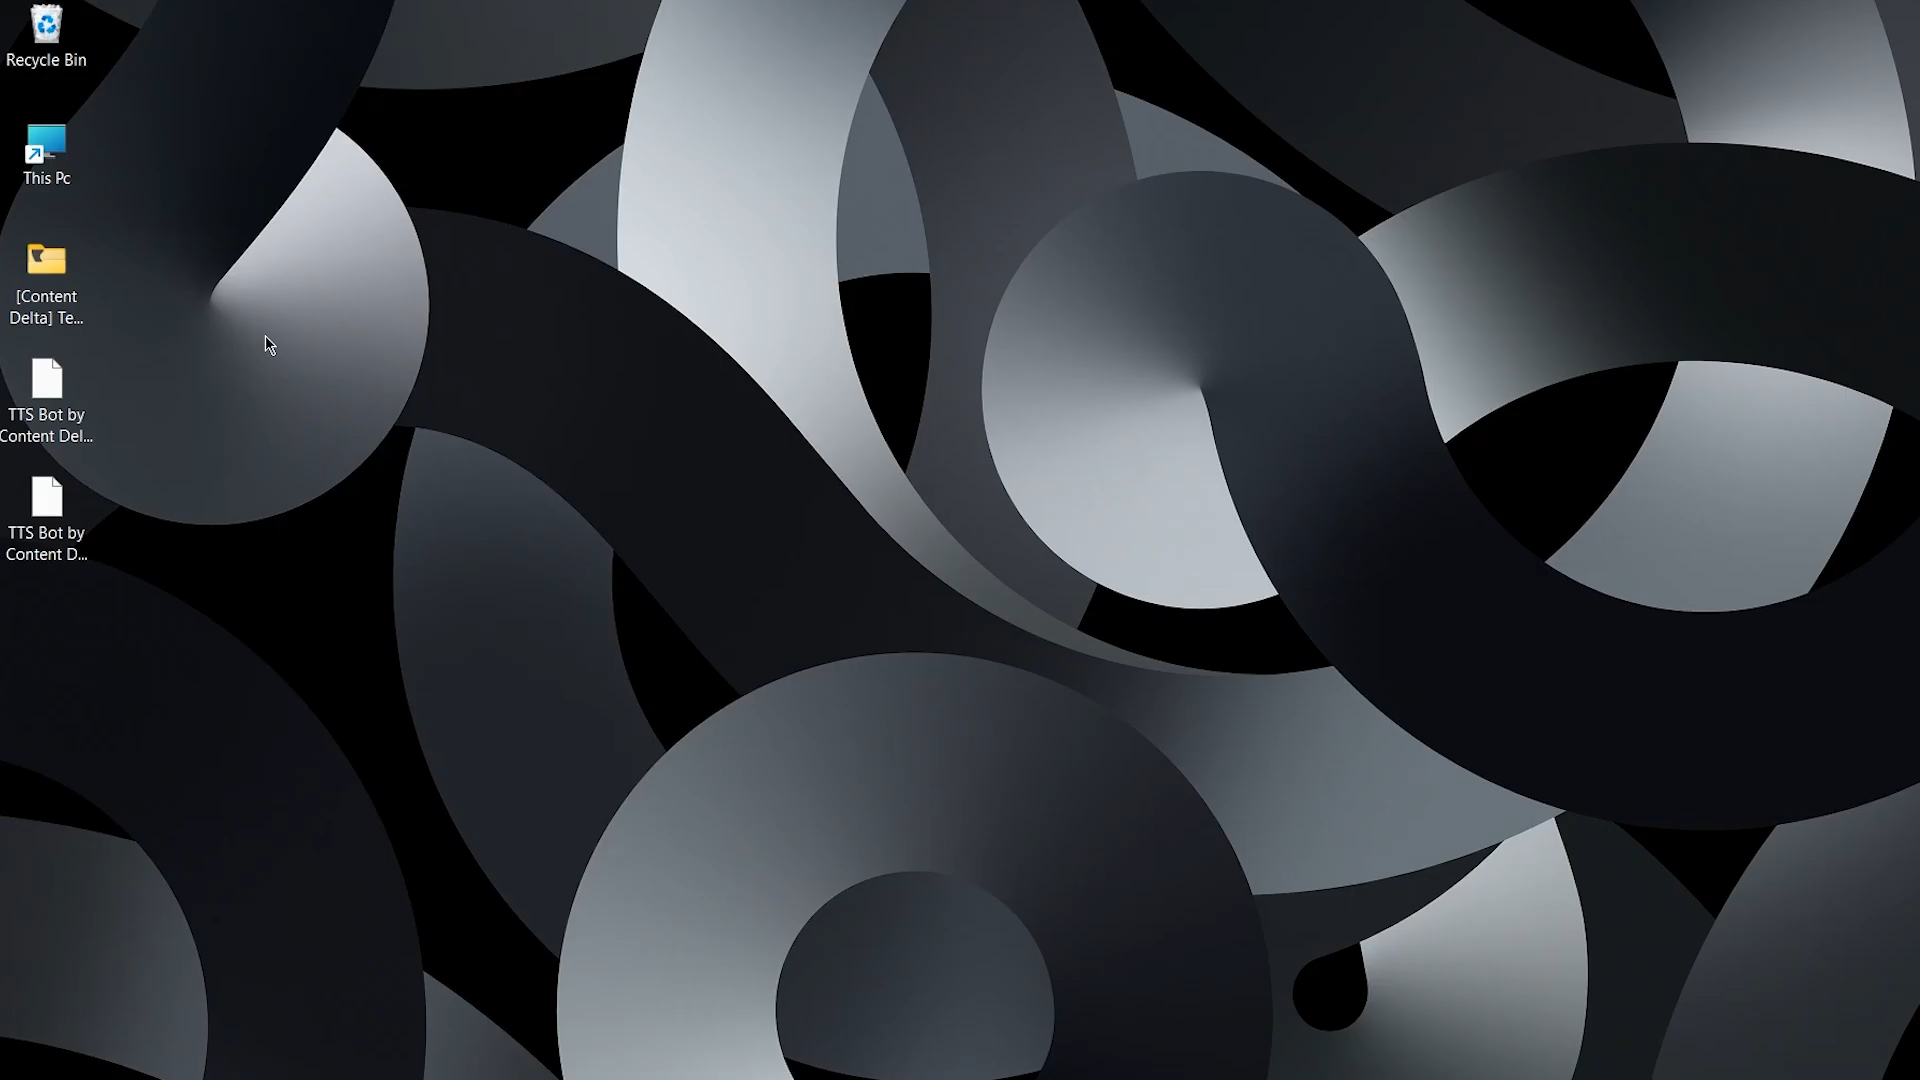 Recycle Bin
This Pc
[Content
Delta] Te...
TTS Bot by
Content Del...
TTS Bot by
Content D...